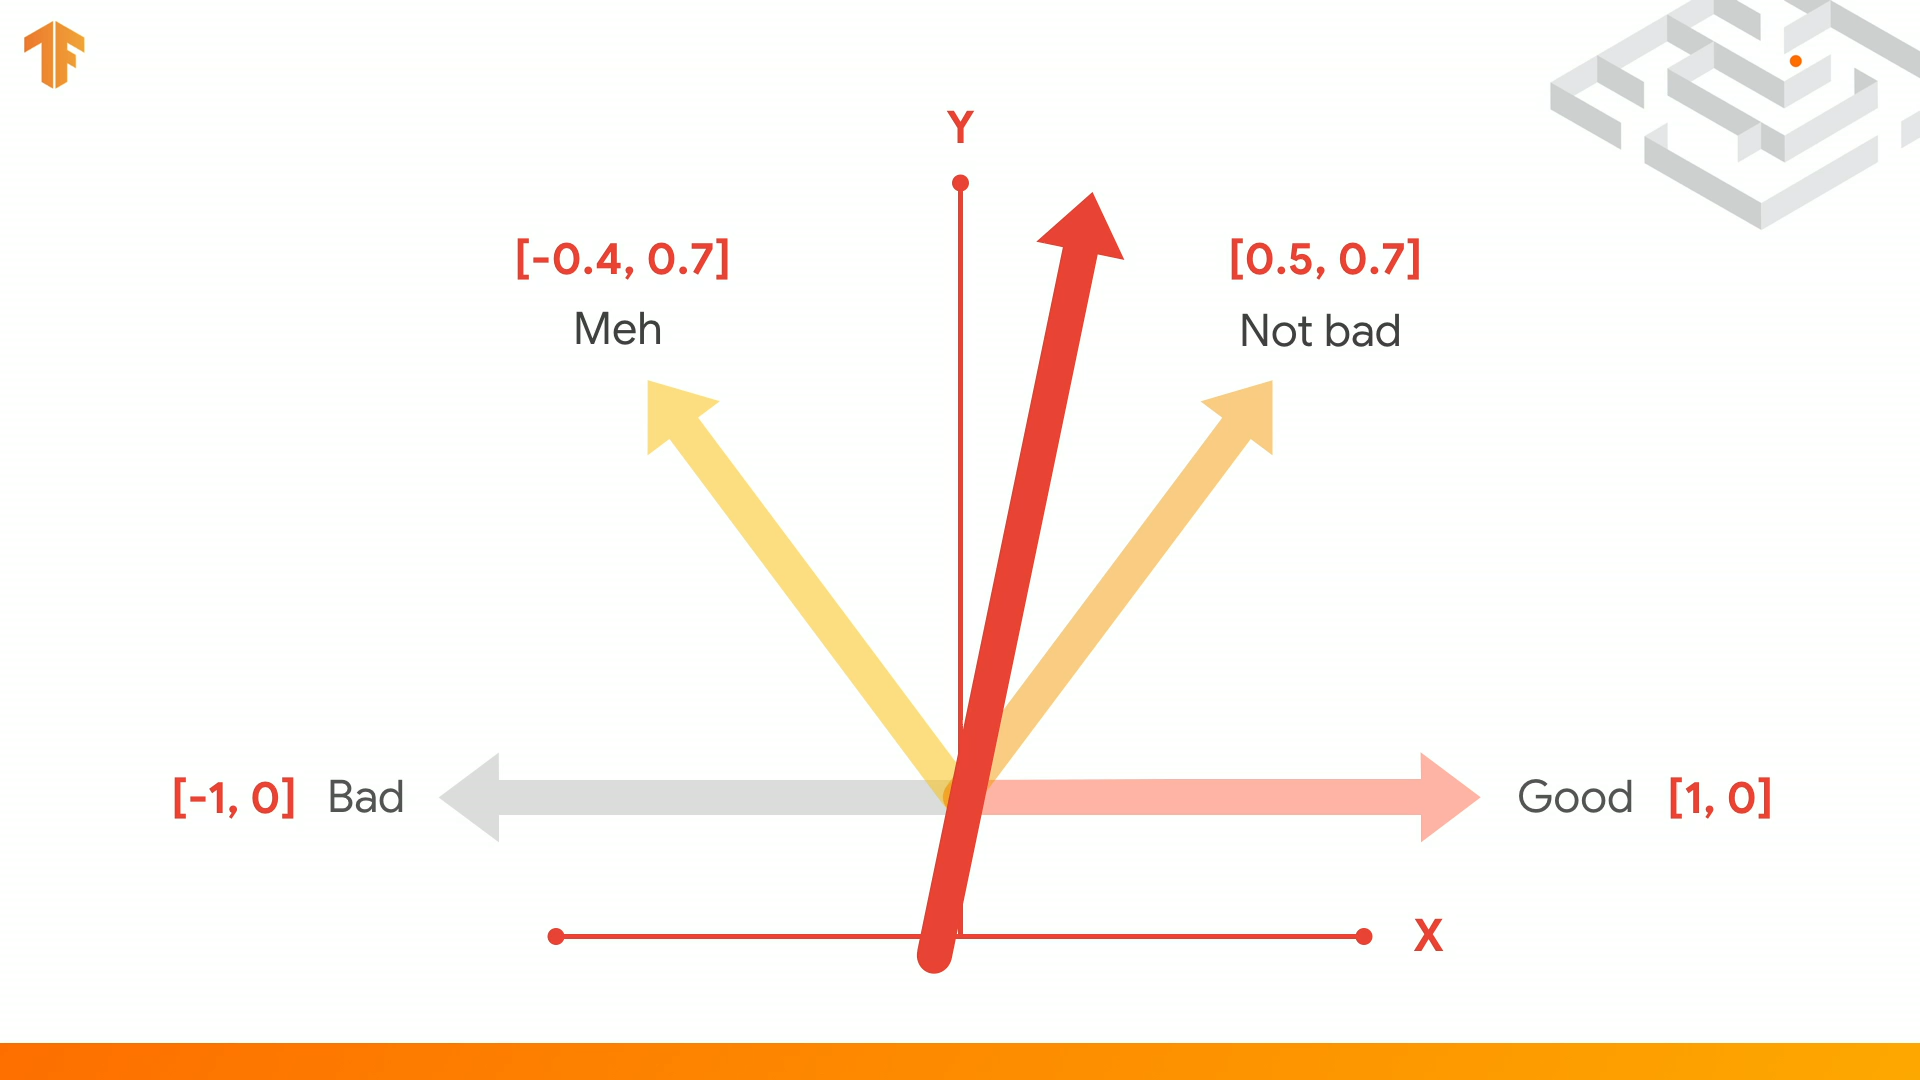 Y
[-0.4, 0.7]
Meh
[0.5, 0.7]
Not bad
[-1, 0] Bad
Good [1, 0]
X